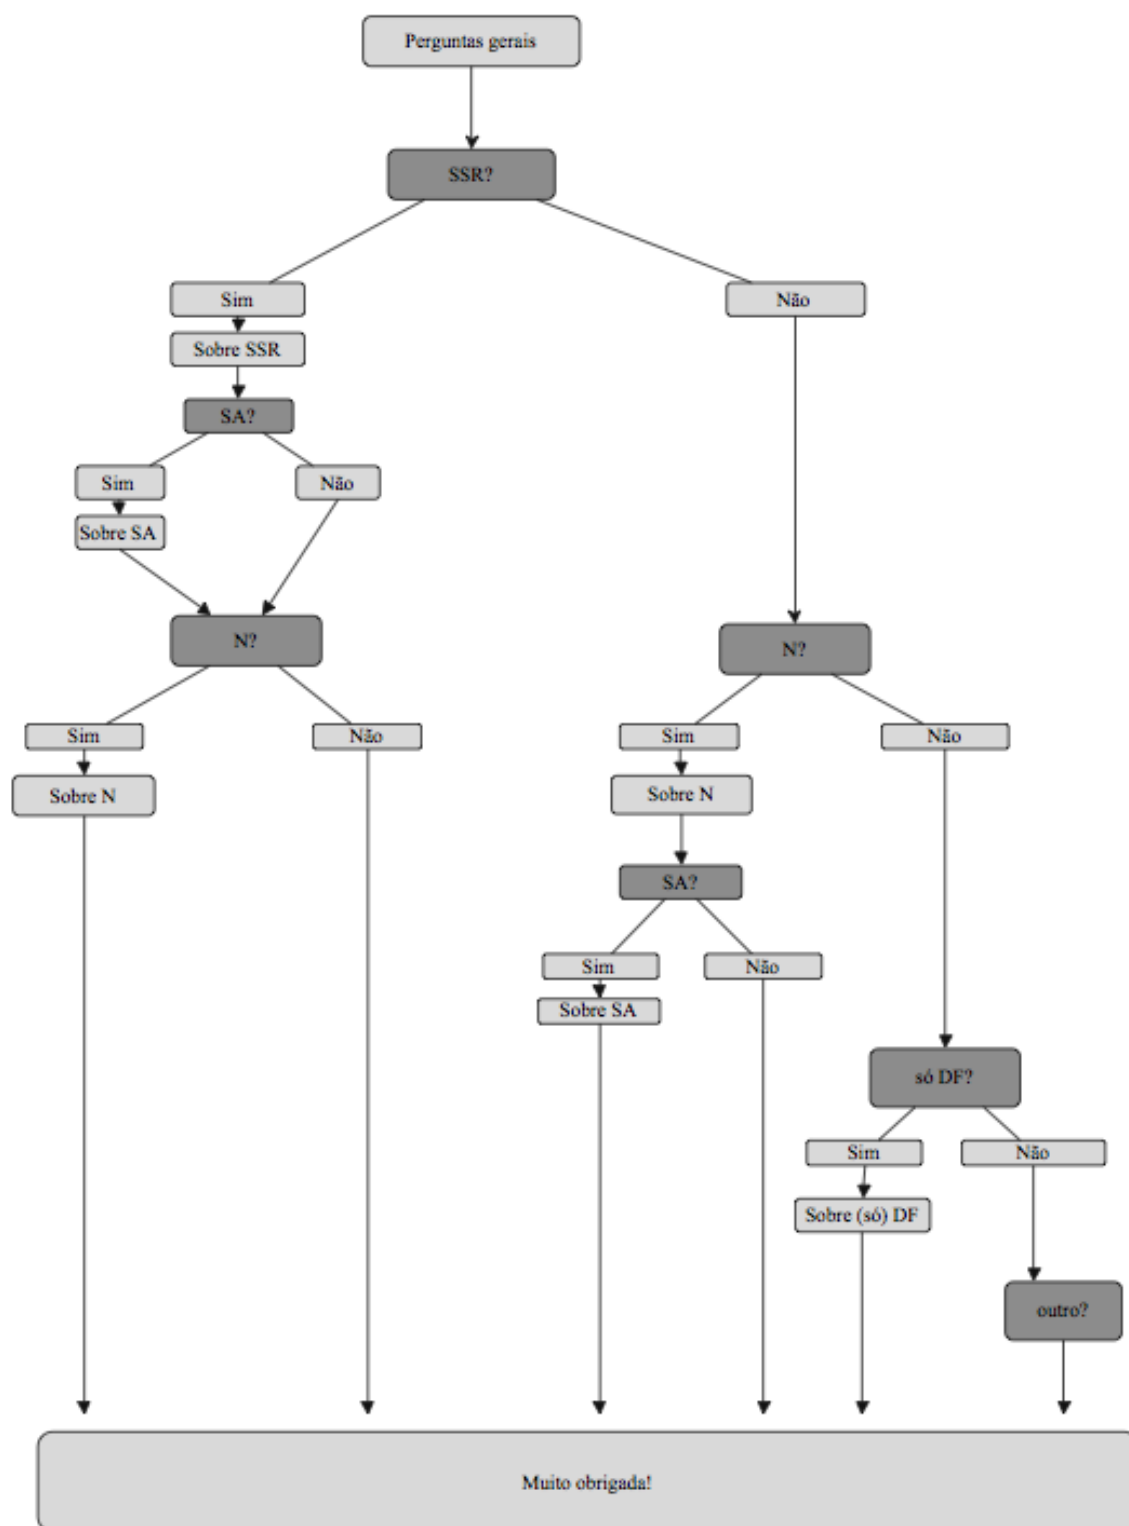 Perguntas gerais
SSR?
Sim
Não
Sobre SSR
SA?
Sim
Não
Sobre SA
N?
N?
Sim
Não
Sim
Não
Sobre N
Sobre N
SA?
Sim
Não
Sobre SA
só DF?
Sim
Não
Sobre (só) DF
outro?
Muito obrigada!